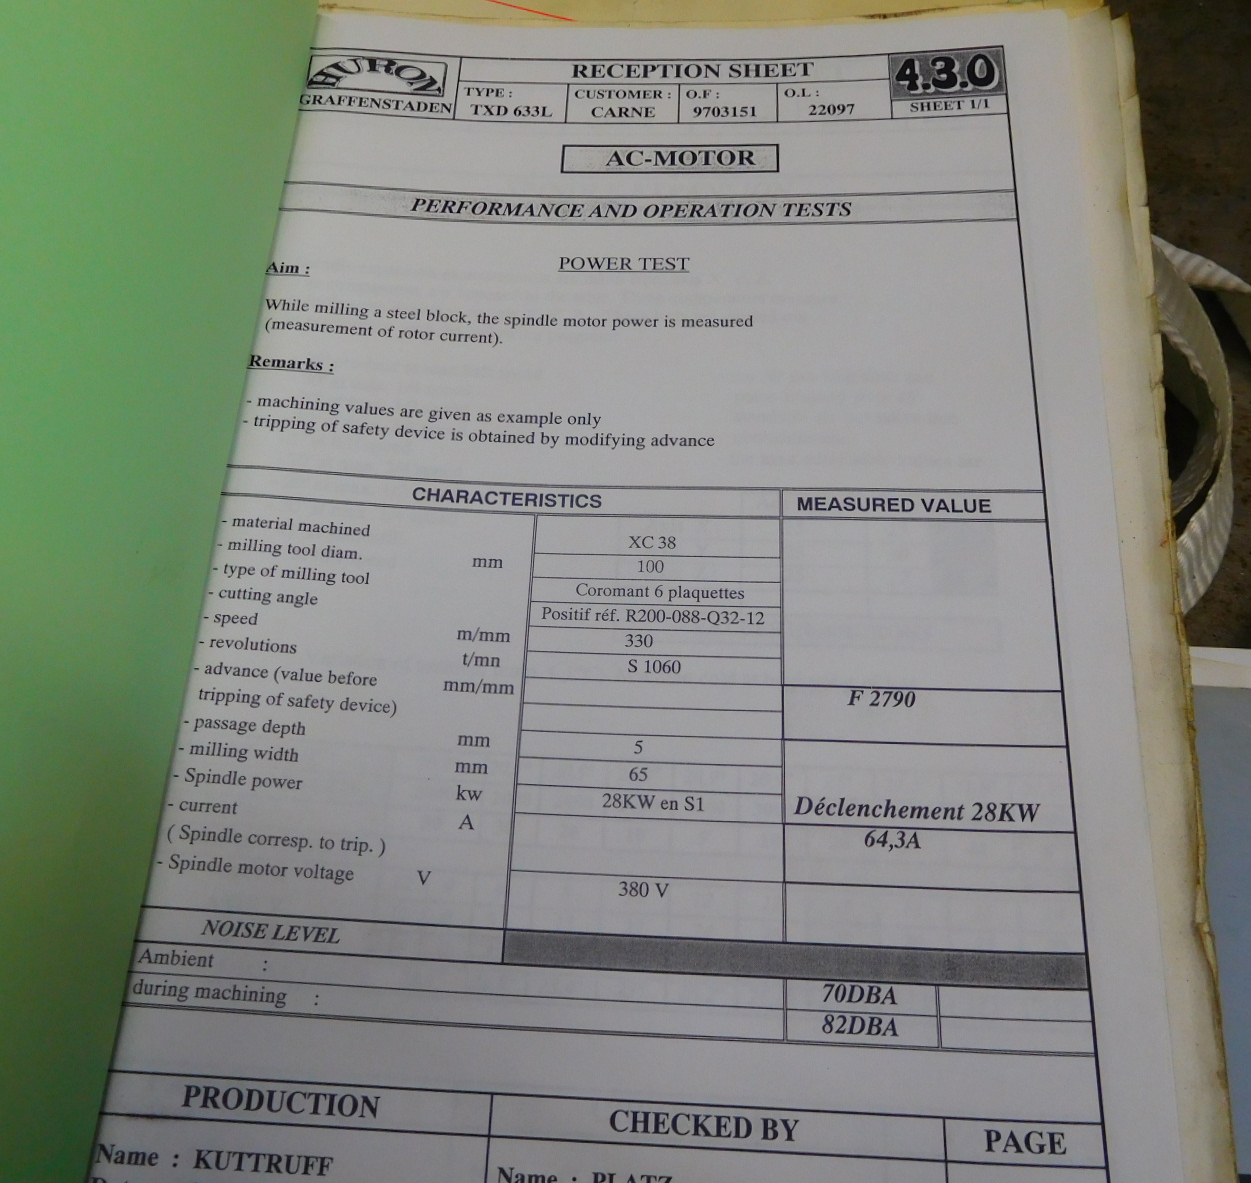 HURON
GRAFFENSTADEN
RECEPTION SHEET
4.3.0
TYPE : CUSTOMER : O.F : O.L :
TXD 633L CARNE 9703151 22097
SHEET 1/1
AC-MOTOR
PERFORMANCE AND OPERATION TESTS
POWER TEST
Aim :
While milling a steel block, the spindle motor power is measured
(measurement of rotor current).
Remarks :
- machining values are given as example only
- tripping of safety device is obtained by modifying advance
CHARACTERISTICS MEASURED VALUE
- material machined XC 38
- milling tool diam. mm 100
- type of milling tool Coromant 6 plaquettes
- cutting angle Positif réf. R200-088-Q32-12
- speed m/mm 330
- revolutions t/mn S 1060
- advance (value before mm/mm F 2790
tripping of safety device)
- passage depth mm 5
- milling width mm 65
- Spindle power kw 28KW en S1 Déclenchement 28KW
- current A 64,3A
( Spindle corresp. to trip. )
- Spindle motor voltage V 380 V
NOISE LEVEL
Ambient : 70DBA
during machining : 82DBA
PRODUCTION CHECKED BY PAGE
Name : KUTTRUFF Name : PLATZ